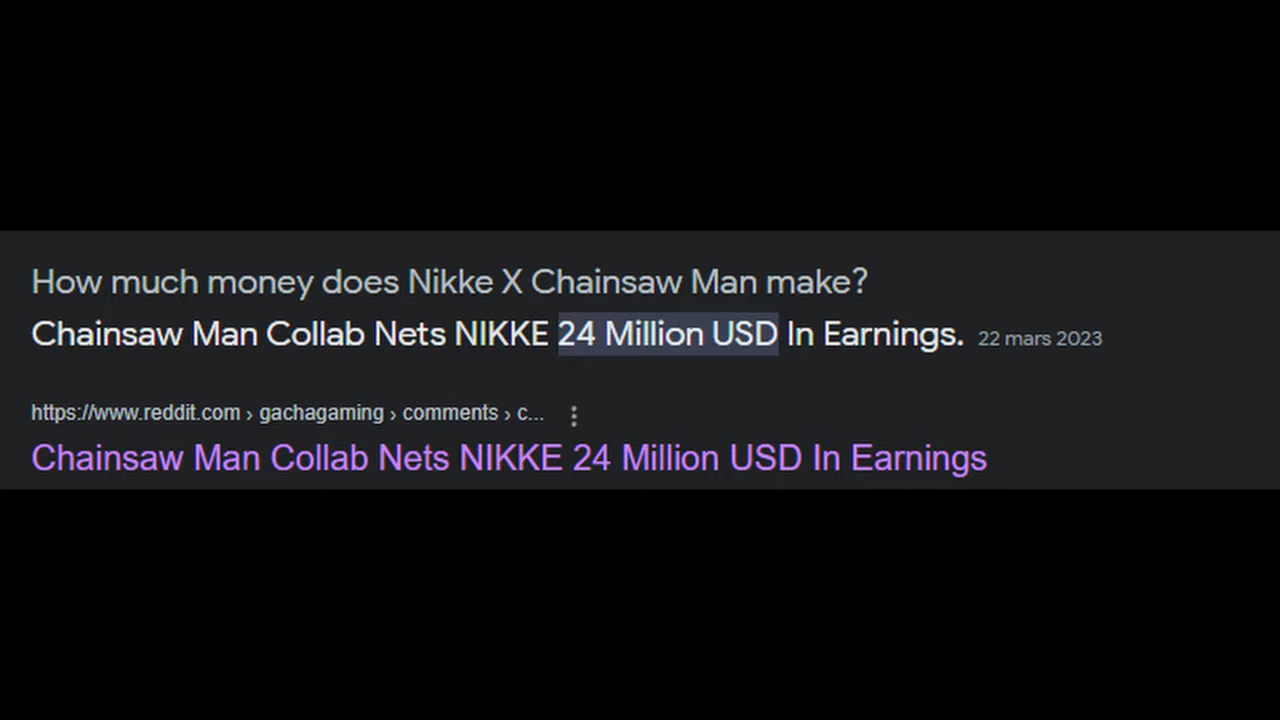 How much money does Nikke X Chainsaw Man make?
Chainsaw Man Collab Nets NIKKE 24 Million USD In Earnings. 22 mars 2023
https://www.reddit.com › gachagaming › comments › c...
Chainsaw Man Collab Nets NIKKE 24 Million USD In Earnings